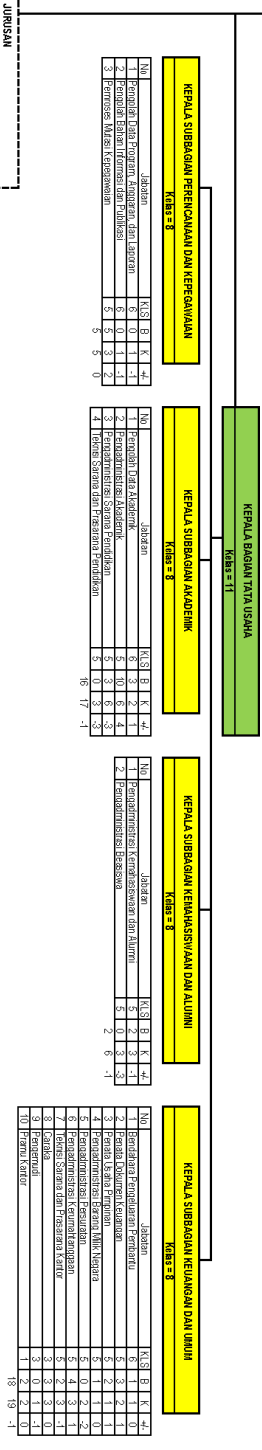 KEPALA BAGIAN TATA USAHA
Kelas = 11
KEPALA SUBBAGIAN PERENCANAAN DAN KEPEGAWAIAN
Kelas = 8
No Jabatan KLS B K +/-
1 Pengolah Data Program, Anggaran, dan Laporan 6 0 1 -1
2 Pengolah Bahan Informasi dan Publikasi 6 0 1 -1
3 Pemroses Mutasi Kepegawaian 5 5 3 2
5 5 0
KEPALA SUBBAGIAN AKADEMIK
Kelas = 8
No Jabatan KLS B K +/-
1 Pengolah Data Akademik 6 3 2 1
2 Pengadministrasi Akademik 5 10 6 4
3 Pengadministrasi Sarana Pendidikan 5 3 6 -3
4 Teknisi Sarana dan Prasarana Pendidikan 5 0 3 -3
16 17 -1
KEPALA SUBBAGIAN KEMAHASISWAAN DAN ALUMNI
Kelas = 8
No Jabatan KLS B K +/-
1 Pengadministrasi Kemahasiswaan dan Alumni 5 2 3 -1
2 Pengadministrasi Beasiswa 5 0 3 -3
2 6 -1
KEPALA SUBBAGIAN KEUANGAN DAN UMUM
Kelas = 8
No Jabatan KLS B K +/-
1 Bendahara Pengeluaran Pembantu 6 1 1 0
2 Penata Dokumen Keuangan 5 3 2 1
3 Penata Usaha Pimpinan 5 2 1 1
4 Pengadministrasi Barang Milik Negara 5 1 1 0
5 Pengadministrasi Persuratan 5 0 2 -2
6 Pengadministrasi Kerumahtanggaan 5 4 3 1
7 Teknisi Sarana dan Prasarana Kantor 5 2 3 -1
8 Caraka 3 3 3 0
9 Pengemudi 3 0 1 -1
10 Pramu Kantor 1 2 2 0
18 19 -1
JURUSAN